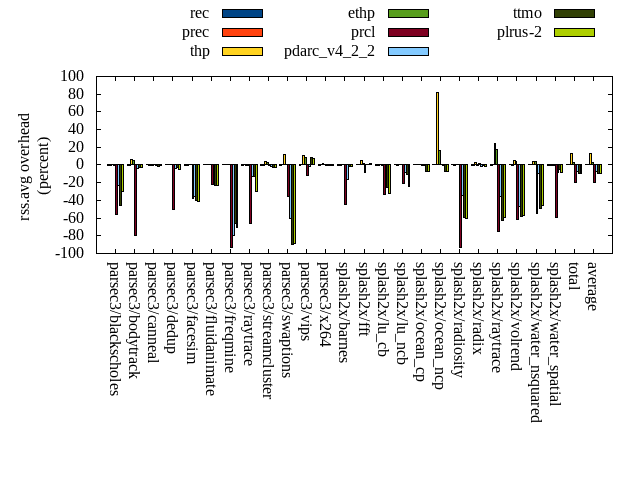 rec ethp ttmo
prec prcl plrus-2
thp pdarc_v4_2_2
rss.avg overhead
(percent)
100
80
60
40
20
0
-20
-40
-60
-80
-100
parsec3/blackscholes
parsec3/bodytrack
parsec3/canneal
parsec3/dedup
parsec3/facesim
parsec3/fluidanimate
parsec3/freqmine
parsec3/raytrace
parsec3/streamcluster
parsec3/swaptions
parsec3/vips
parsec3/x264
splash2x/barnes
splash2x/fft
splash2x/lu_cb
splash2x/lu_ncb
splash2x/ocean_cp
splash2x/ocean_ncp
splash2x/radiosity
splash2x/radix
splash2x/raytrace
splash2x/volrend
splash2x/water_nsquared
splash2x/water_spatial
total
average